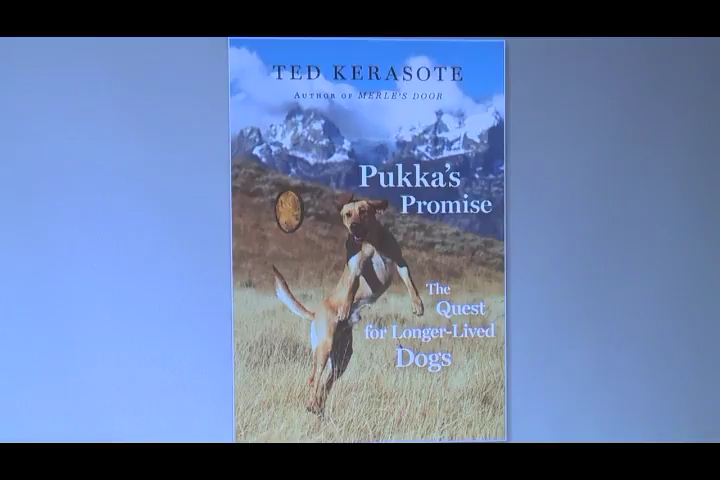 TED KERASOTE
AUTHOR OF MERLE'S DOOR
Pukka's
Promise
The
Quest
for Longer-Lived
Dogs